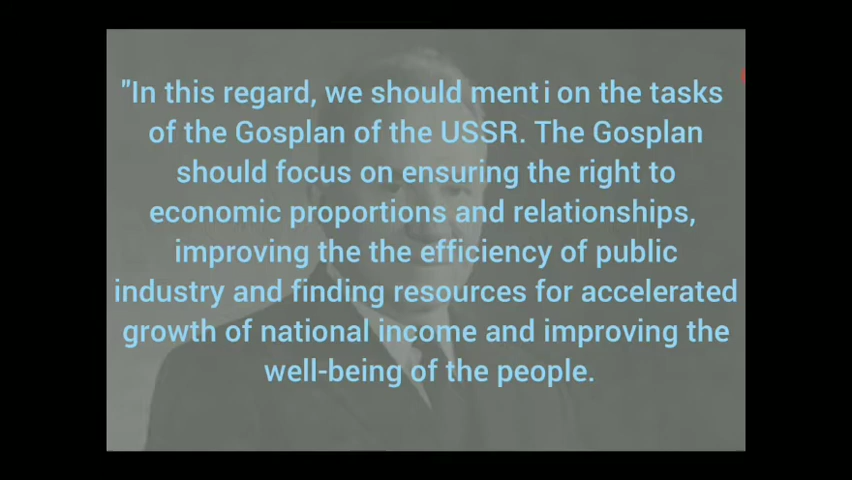 "In this regard, we should mention the tasks
of the Gosplan of the USSR. The Gosplan
should focus on ensuring the right to
economic proportions and relationships,
improving the the efficiency of public
industry and finding resources for accelerated
growth of national income and improving the
well-being of the people.